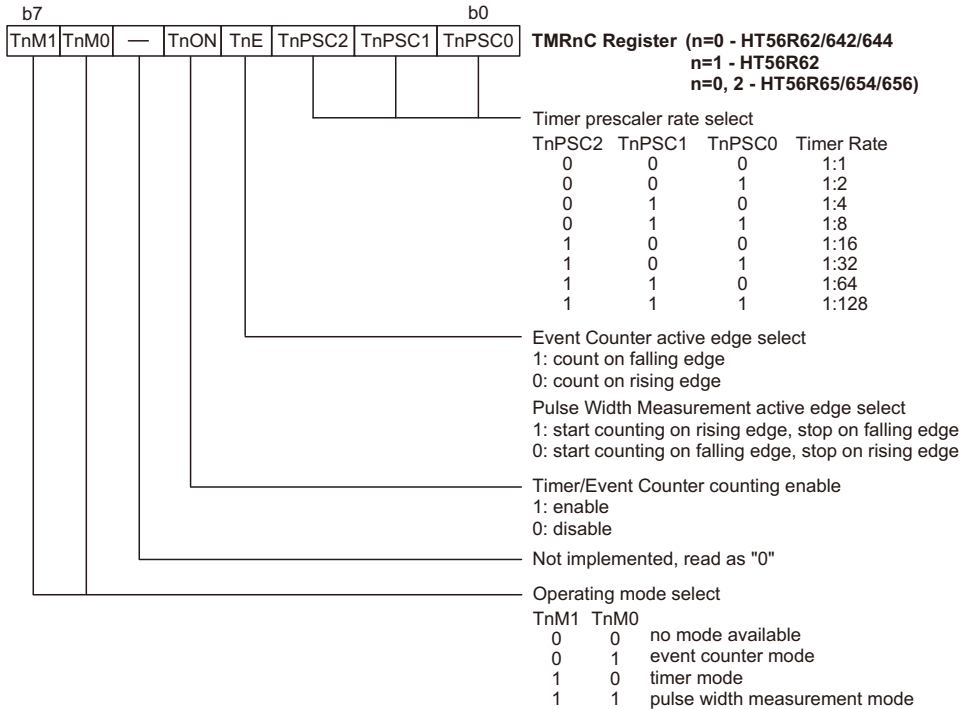 b7 b0
TnM1 TnM0 — TnON TnE TnPSC2 TnPSC1 TnPSC0 TMRnC Register (n=0 - HT56R62/642/644
n=1 - HT56R62
n=0, 2 - HT56R65/654/656)
Timer prescaler rate select
TnPSC2 TnPSC1 TnPSC0 Timer Rate
0 0 0 1:1
0 0 1 1:2
0 1 0 1:4
0 1 1 1:8
1 0 0 1:16
1 0 1 1:32
1 1 0 1:64
1 1 1 1:128
Event Counter active edge select
1: count on falling edge
0: count on rising edge
Pulse Width Measurement active edge select
1: start counting on rising edge, stop on falling edge
0: start counting on falling edge, stop on rising edge
Timer/Event Counter counting enable
1: enable
0: disable
Not implemented, read as "0"
Operating mode select
TnM1 TnM0
0 0 no mode available
0 1 event counter mode
1 0 timer mode
1 1 pulse width measurement mode